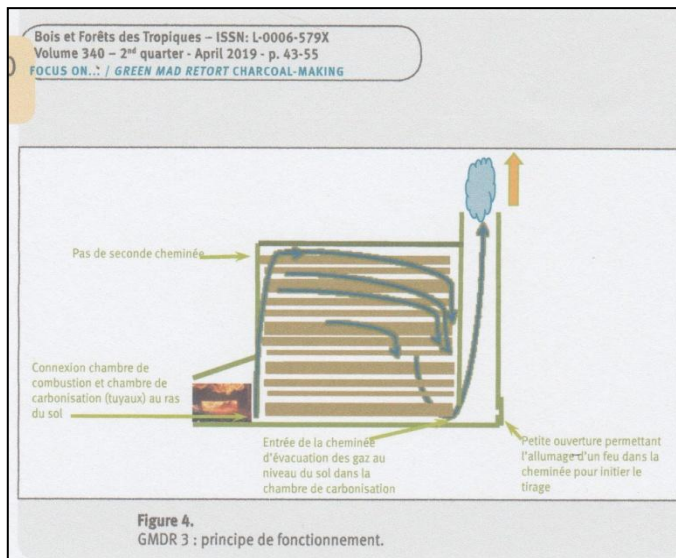 Bois et Forêts des Tropiques – ISSN: L-0006-579X
Volume 340 – 2nd quarter - April 2019 - p. 43-55
FOCUS ON... / GREEN MAD RETORT CHARCOAL-MAKING
Pas de seconde cheminée
Connexion chambre de
combustion et chambre de
carbonisation (tuyaux) au ras
du sol
Entrée de la cheminée
d'évacuation des gaz au
niveau du sol dans la
chambre de carbonisation
Petite ouverture permettant
l'allumage d'un feu dans la
cheminée pour initier le
tirage
Figure 4.
GMDR 3 : principe de fonctionnement.